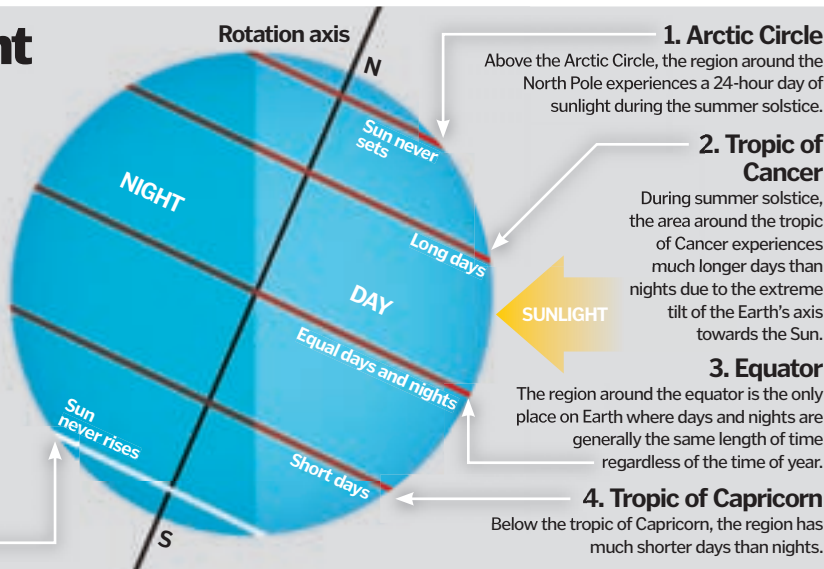 nt
Rotation axis
N
1. Arctic Circle
Above the Arctic Circle, the region around the
North Pole experiences a 24-hour day of
sunlight during the summer solstice.
Sun never
sets
2. Tropic of
Cancer
During summer solstice,
the area around the tropic
of Cancer experiences
much longer days than
nights due to the extreme
tilt of the Earth's axis
towards the Sun.
NIGHT
Long days
DAY
SUNLIGHT
Equal days and nights
3. Equator
The region around the equator is the only
place on Earth where days and nights are
generally the same length of time
regardless of the time of year.
Sun
never rises
Short days
4. Tropic of Capricorn
Below the tropic of Capricorn, the region has
much shorter days than nights.
S